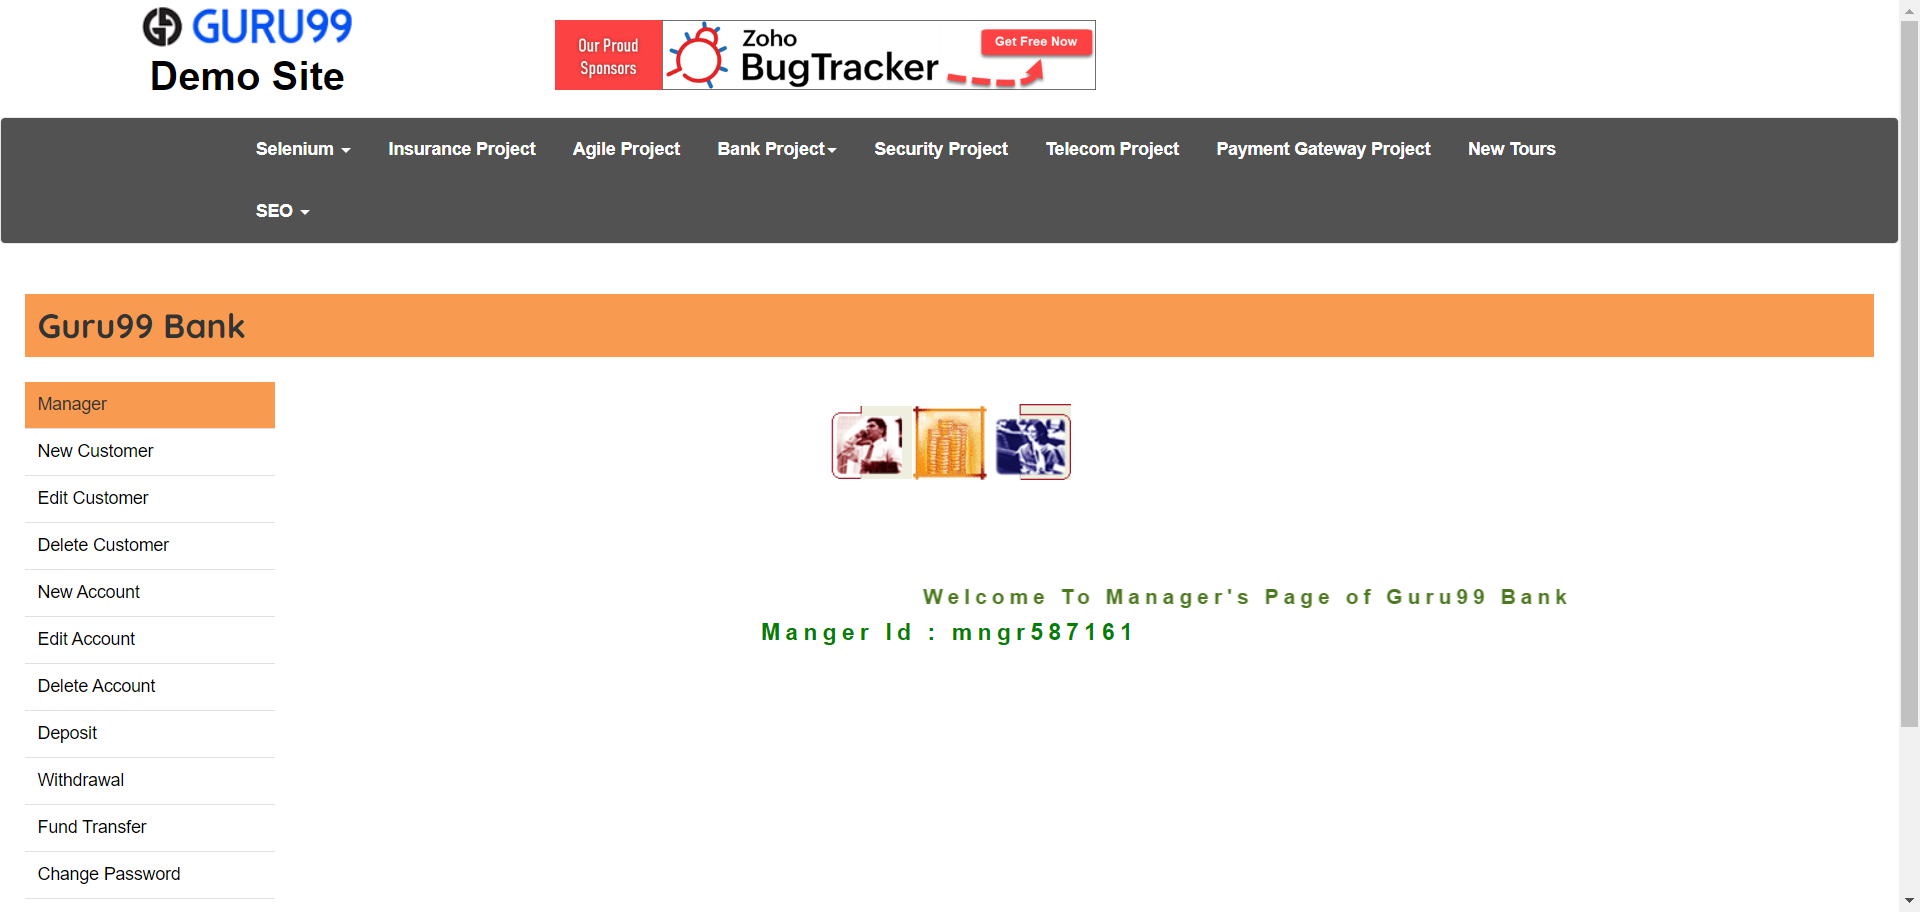 GURU99
Demo Site
Our Proud
Sponsors
Zoho
BugTracker
Get Free Now
Selenium
Insurance Project
Agile Project
Bank Project
Security Project
Telecom Project
Payment Gateway Project
New Tours
SEO
Guru99 Bank
Manager
New Customer
Edit Customer
Delete Customer
New Account
Edit Account
Delete Account
Deposit
Withdrawal
Fund Transfer
Change Password
Welcome To Manager's Page of Guru99 Bank
Manger Id : mngr587161